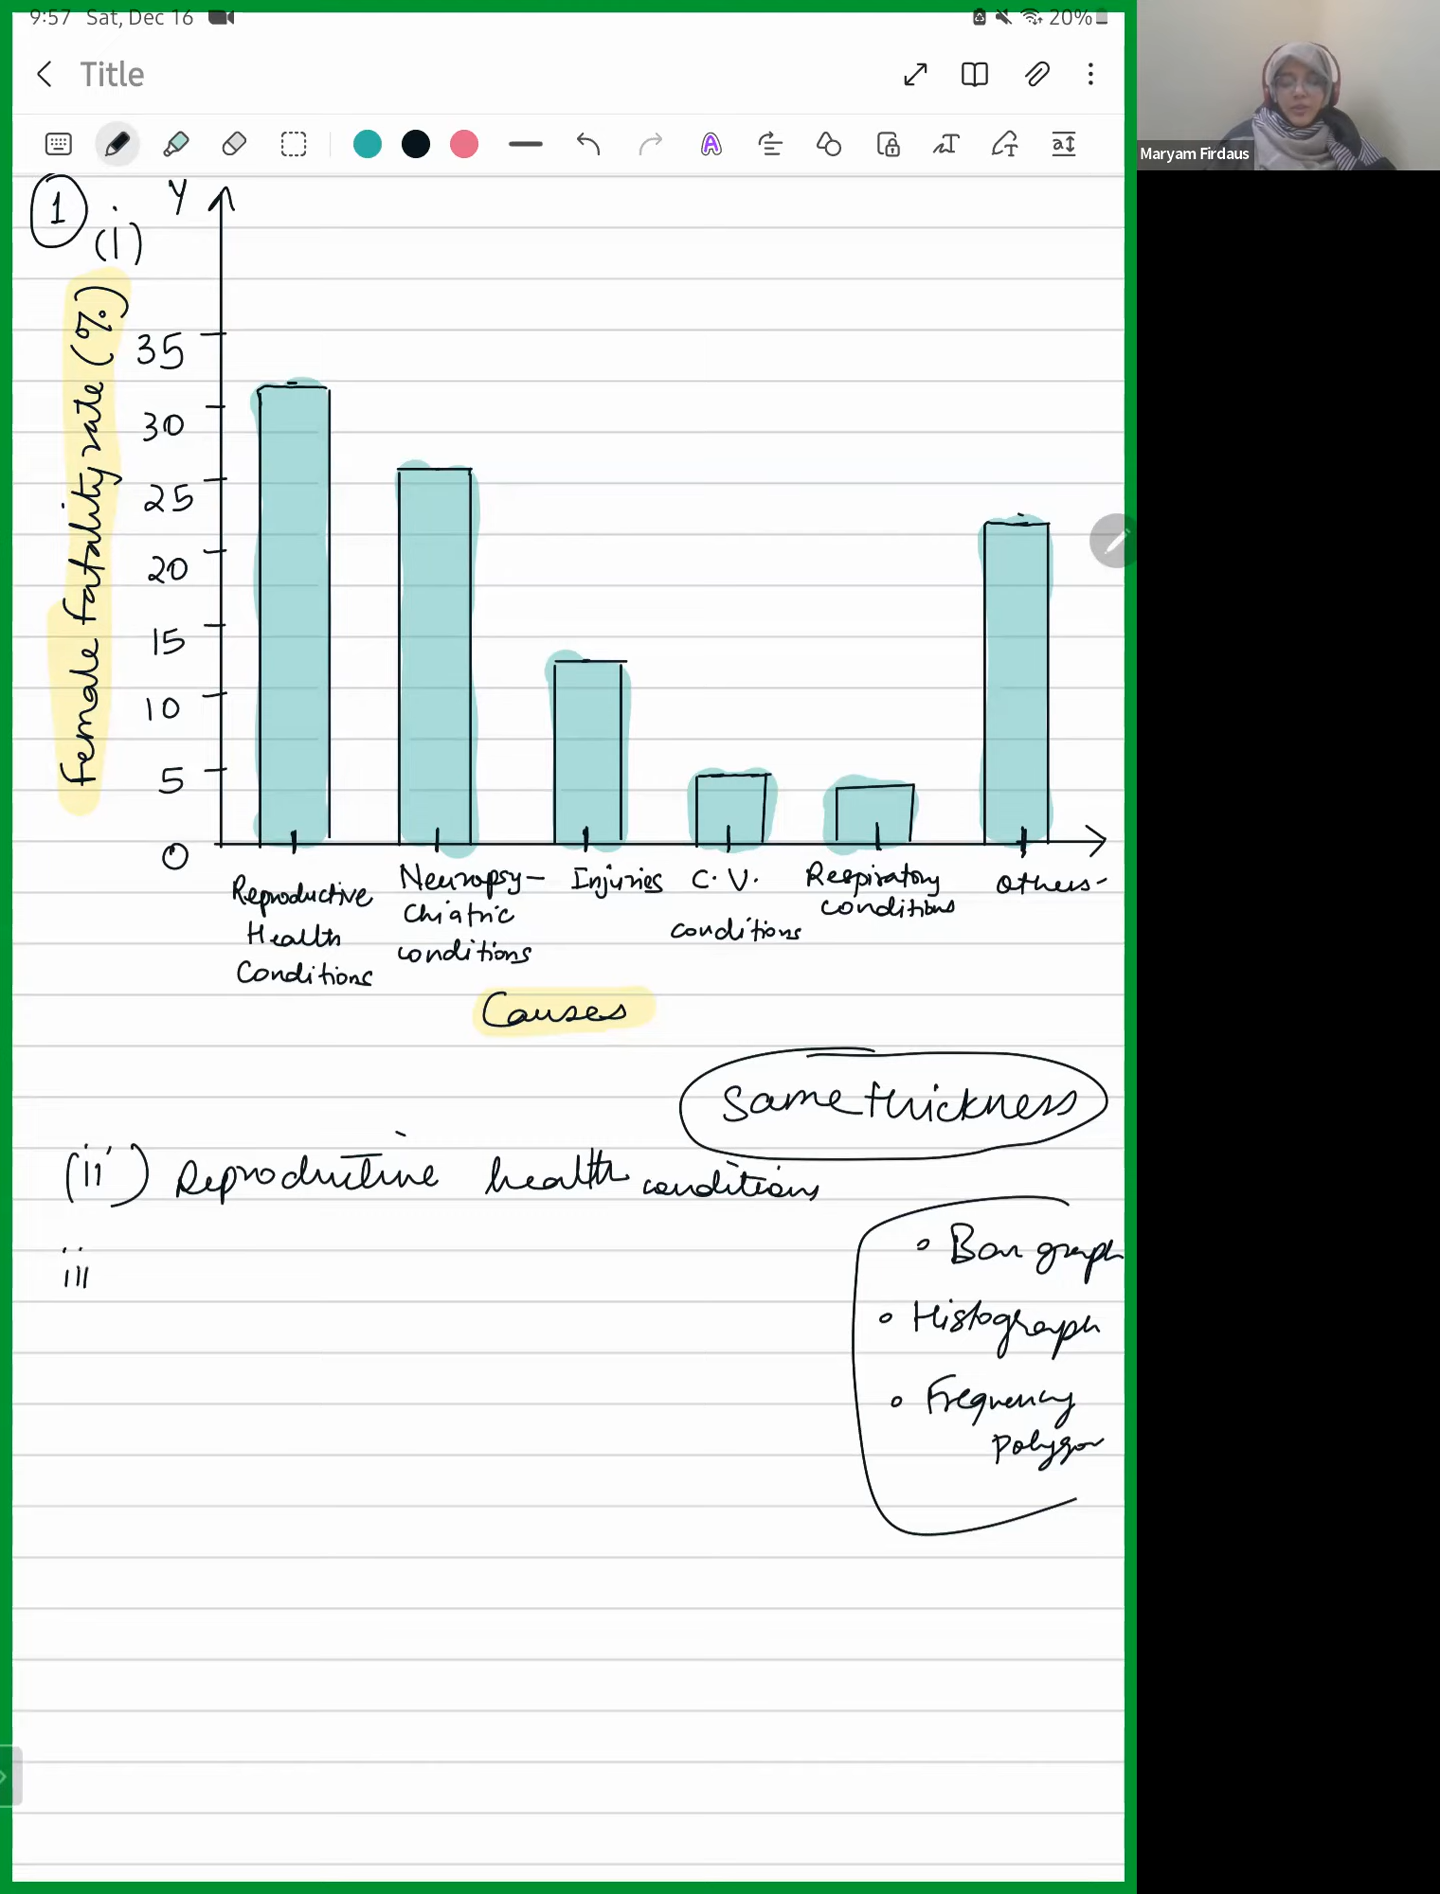 9:57 Sat, Dec 16
20%
Title
Maryam Firdaus
1 (i)
Y
Female fatality rate (%)
35
30
25
20
15
10
5
0
Reproductive
Health
Conditions
Neuropsy-
chiatric
conditions
Injuries
C.V.
conditions
Respiratory
conditions
others
Causes
Same thickness
(ii) Reproductive health conditions
iii
Bar graph
Histograph
Frequency
polygon